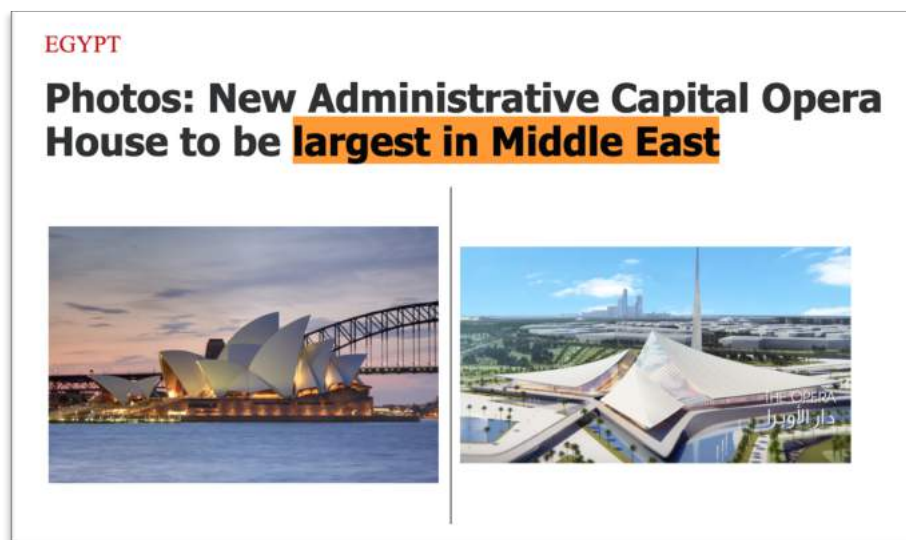 EGYPT
Photos: New Administrative Capital Opera
House to be largest in Middle East
THE OPERA
دار الأوبرا